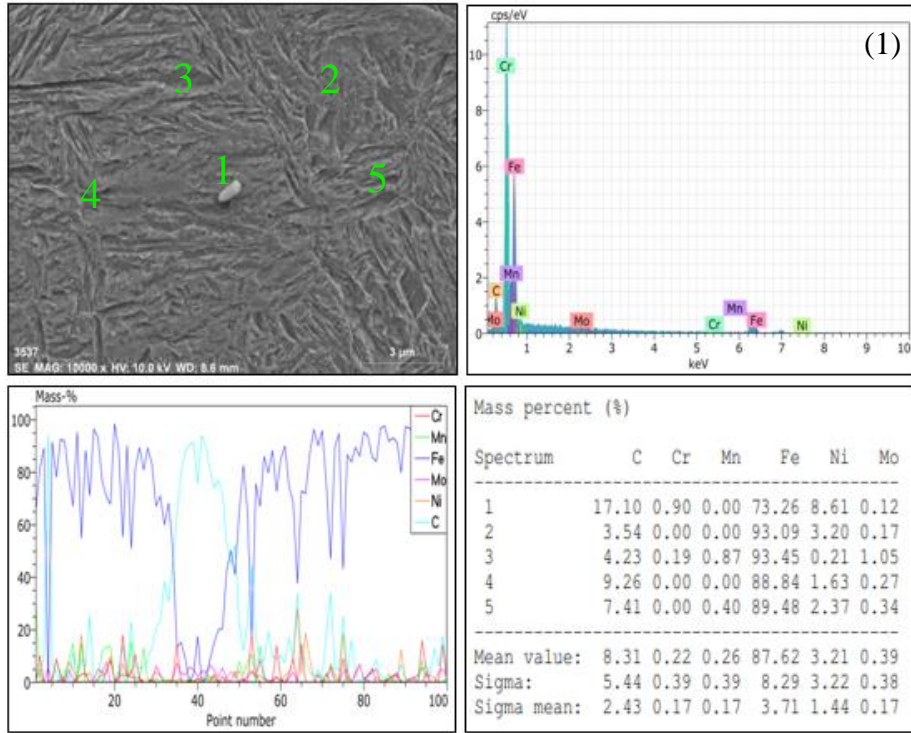 3
2
1
4
5
3537
3 µm
SE MAG: 10000 x HV: 10.0 kV WD: 8.6 mm
cps/eV
(1)
10
8
6
4
2
0
Cr
Fe
Mn
C
Ni
Mo
Mo
Cr
Mn
Fe
Ni
1 2 3 4 5 6 7 8 9 10
keV
Mass-%
100
80
60
40
20
0
Cr
Mn
Fe
Mo
Ni
C
20 40 60 80 100
Point number
Mass percent (%)
Spectrum C Cr Mn Fe Ni Mo
--------------------------------------------------
1 17.10 0.90 0.00 73.26 8.61 0.12
2 3.54 0.00 0.00 93.09 3.20 0.17
3 4.23 0.19 0.87 93.45 0.21 1.05
4 9.26 0.00 0.00 88.84 1.63 0.27
5 7.41 0.00 0.40 89.48 2.37 0.34
--------------------------------------------------
Mean value: 8.31 0.22 0.26 87.62 3.21 0.39
Sigma: 5.44 0.39 0.39 8.29 3.22 0.38
Sigma mean: 2.43 0.17 0.17 3.71 1.44 0.17